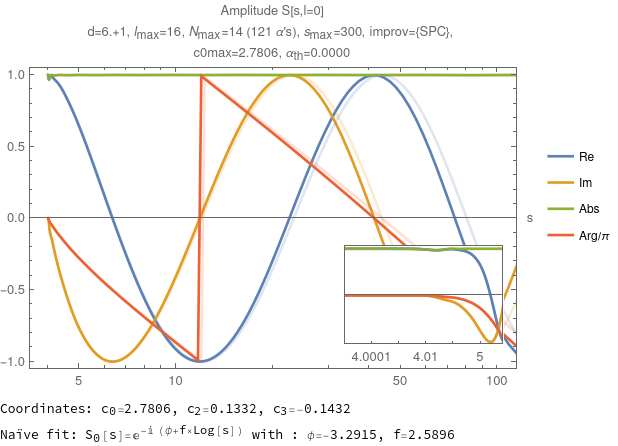 Amplitude S[s,l=0]
d=6.+1, lmax=16, Nmax=14 (121 α's), smax=300, improv={SPC},
c0max=2.7806, αth=0.0000
1.0
0.5
0.0
−0.5
−1.0
s
Re
Im
Abs
Arg/π
4.0001 4.01 5
5 10 50 100
Coordinates: c0=2.7806, c2=0.1332, c3=-0.1432
Naïve fit: S0[s]=e^-i (ϕ+f×Log[s]) with : ϕ=-3.2915, f=2.5896